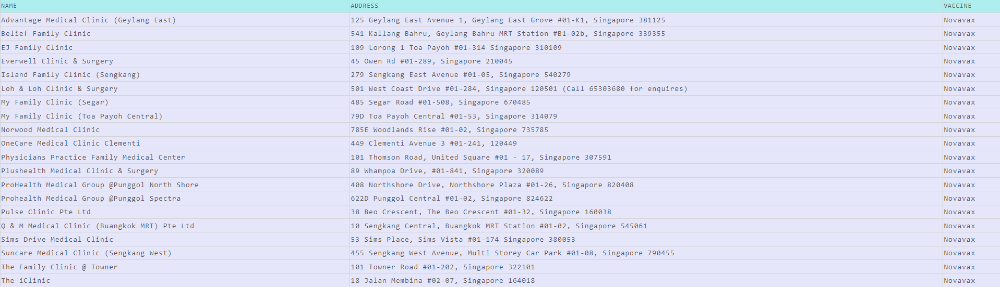 NAME ADDRESS VACCINE
Advantage Medical Clinic (Geylang East) 125 Geylang East Avenue 1, Geylang East Grove #01-K1, Singapore 381125 Novavax
Belief Family Clinic 541 Kallang Bahru, Geylang Bahru MRT Station #B1-02b, Singapore 339355 Novavax
EJ Family Clinic 109 Lorong 1 Toa Payoh #01-314 Singapore 310109 Novavax
Everwell Clinic & Surgery 45 Owen Rd #01-289, Singapore 210045 Novavax
Island Family Clinic (Sengkang) 279 Sengkang East Avenue #01-05, Singapore 540279 Novavax
Loh & Loh Clinic & Surgery 501 West Coast Drive #01-284, Singapore 120501 (Call 65303680 for enquires) Novavax
My Family Clinic (Segar) 485 Segar Road #01-508, Singapore 670485 Novavax
My Family Clinic (Toa Payoh Central) 79D Toa Payoh Central #01-53, Singapore 314079 Novavax
Norwood Medical Clinic 785E Woodlands Rise #01-02, Singapore 735785 Novavax
OneCare Medical Clinic Clementi 449 Clementi Avenue 3 #01-241, 120449 Novavax
Physicians Practice Family Medical Center 101 Thomson Road, United Square #01 - 17, Singapore 307591 Novavax
Plushealth Medical Clinic & Surgery 89 Whampoa Drive, #01-841, Singapore 320089 Novavax
ProHealth Medical Group @Punggol North Shore 408 Northshore Drive, Northshore Plaza #01-26, Singapore 820408 Novavax
Prohealth Medical Group @Punggol Spectra 622D Punggol Central #01-02, Singapore 824622 Novavax
Pulse Clinic Pte Ltd 38 Beo Crescent, The Beo Crescent #01-32, Singapore 160038 Novavax
Q & M Medical Clinic (Buangkok MRT) Pte Ltd 10 Sengkang Central, Buangkok MRT Station #01-02, Singapore 545061 Novavax
Sims Drive Medical Clinic 53 Sims Place, Sims Vista #01-174 Singapore 380053 Novavax
Suncare Medical Clinic (Sengkang West) 455 Sengkang West Avenue, Multi Storey Car Park #01-08, Singapore 790455 Novavax
The Family Clinic @ Towner 101 Towner Road #01-202, Singapore 322101 Novavax
The iClinic 18 Jalan Membina #02-07, Singapore 164018 Novavax